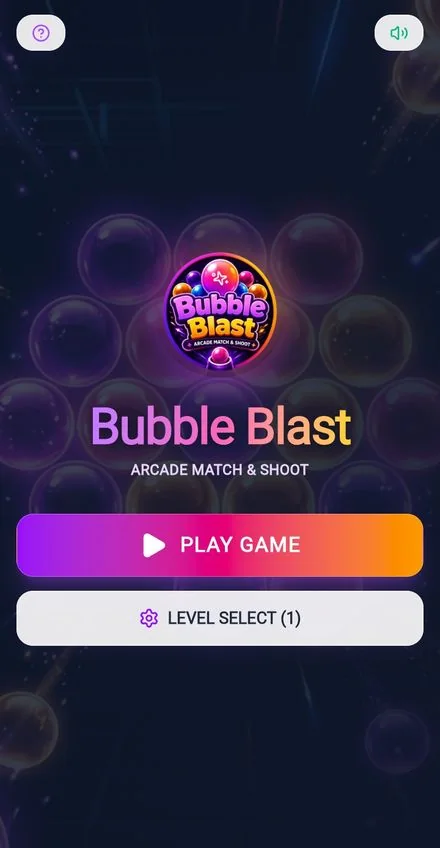 Bubble
Blast
ARCADE MATCH & SHOOT
Bubble Blast
ARCADE MATCH & SHOOT
PLAY GAME
LEVEL SELECT (1)